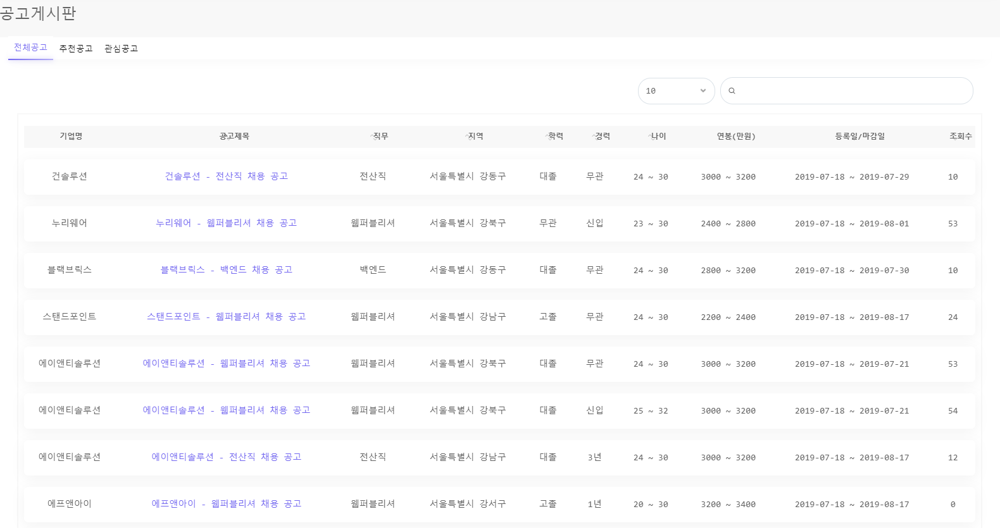 공고게시판
전체공고 추천공고 관심공고
10
기업명 공고제목 직무 지역 학력 경력 나이 연봉(만원) 등록일/마감일 조회수
건솔루션 건솔루션 - 전산직 채용 공고 전산직 서울특별시 강동구 대졸 무관 24 ~ 30 3000 ~ 3200 2019-07-18 ~ 2019-07-29 10
누리웨어 누리웨어 - 웹퍼블리셔 채용 공고 웹퍼블리셔 서울특별시 강북구 무관 신입 23 ~ 30 2400 ~ 2800 2019-07-18 ~ 2019-08-01 53
블랙브릭스 블랙브릭스 - 백엔드 채용 공고 백엔드 서울특별시 강동구 대졸 무관 24 ~ 30 2800 ~ 3200 2019-07-18 ~ 2019-07-30 10
스탠드포인트 스탠드포인트 - 웹퍼블리셔 채용 공고 웹퍼블리셔 서울특별시 강남구 고졸 무관 24 ~ 30 2200 ~ 2400 2019-07-18 ~ 2019-08-17 24
에이앤티솔루션 에이앤티솔루션 - 웹퍼블리셔 채용 공고 웹퍼블리셔 서울특별시 강북구 대졸 무관 24 ~ 30 3000 ~ 3200 2019-07-18 ~ 2019-07-21 53
에이앤티솔루션 에이앤티솔루션 - 웹퍼블리셔 채용 공고 웹퍼블리셔 서울특별시 강북구 대졸 신입 25 ~ 32 3000 ~ 3200 2019-07-18 ~ 2019-07-21 54
에이앤티솔루션 에이앤티솔루션 - 전산직 채용 공고 전산직 서울특별시 강남구 대졸 3년 24 ~ 30 3000 ~ 3200 2019-07-18 ~ 2019-08-17 12
에프앤아이 에프앤아이 - 웹퍼블리셔 채용 공고 웹퍼블리셔 서울특별시 강서구 고졸 1년 20 ~ 30 3200 ~ 3400 2019-07-18 ~ 2019-08-17 0